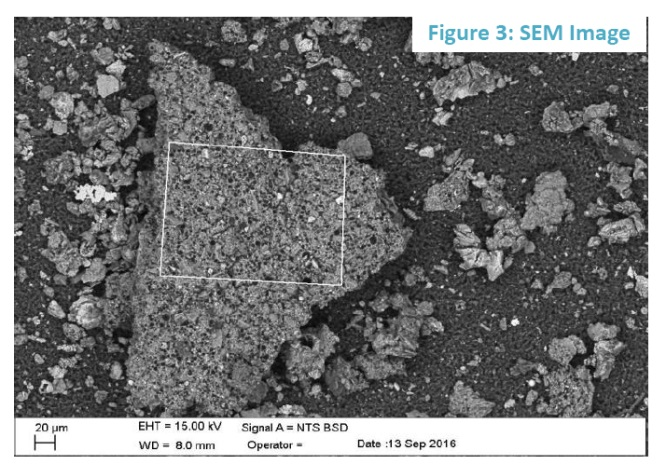 Figure 3: SEM Image
20 µm
EHT = 15.00 kV Signal A = NTS BSD
WD = 8.0 mm Operator = Date :13 Sep 2016